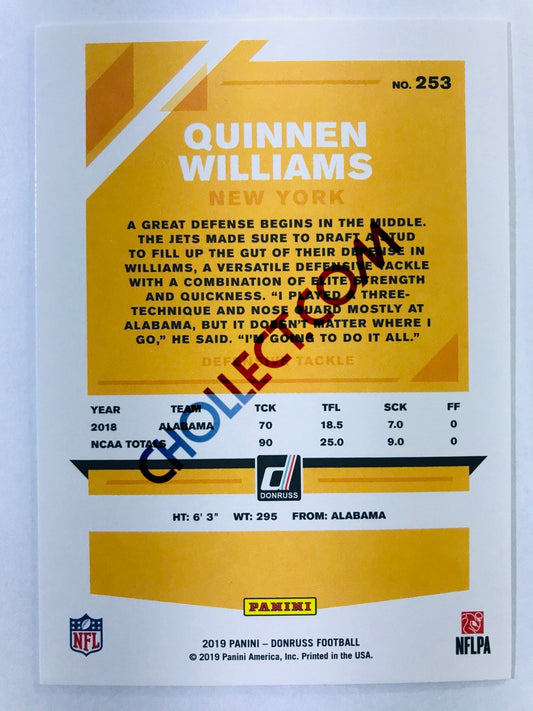 NO. 253
QUINNEN
WILLIAMS
NEW YORK
A GREAT DEFENSE BEGINS IN THE MIDDLE.
THE JETS MADE SURE TO DRAFT A STUD
TO FILL UP THE GUT OF THEIR DEFENSE IN
WILLIAMS, A VERSATILE DEFENSIVE TACKLE
WITH A COMBINATION OF ELITE STRENGTH
AND QUICKNESS. “I PLAYED A THREE-
TECHNIQUE AND NOSE GUARD MOSTLY AT
ALABAMA, BUT IT DOESN’T MATTER WHERE I
GO,” HE SAID. “I’M GOING TO DO IT ALL.”
DEFENSIVE TACKLE
CHOLLECT.COM
YEAR TEAM TCK TFL SCK FF
2018 ALABAMA 70 18.5 7.0 0
NCAA TOTALS 90 25.0 9.0 0
d
DONRUSS
HT: 6' 3" WT: 295 FROM: ALABAMA
PANINI
NFL
2019 PANINI – DONRUSS FOOTBALL
© 2019 Panini America, Inc. Printed in the USA.
NFLPA